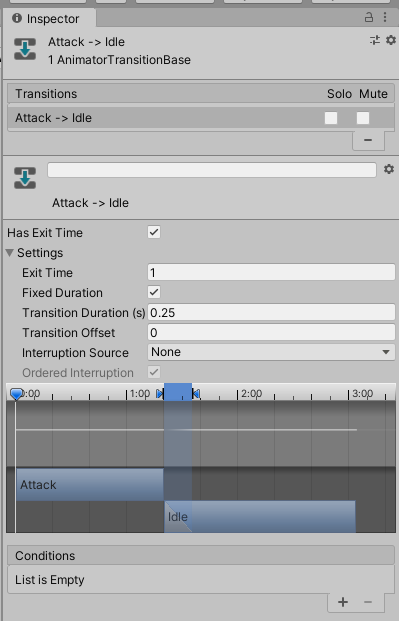 Inspector
Attack -> Idle
1 AnimatorTransitionBase
Transitions Solo Mute
Attack -> Idle
Attack -> Idle
Has Exit Time
Settings
Exit Time 1
Fixed Duration
Transition Duration (s) 0.25
Transition Offset 0
Interruption Source None
Ordered Interruption
0:00 1:00 2:00 3:00
Attack
Idle
Conditions
List is Empty